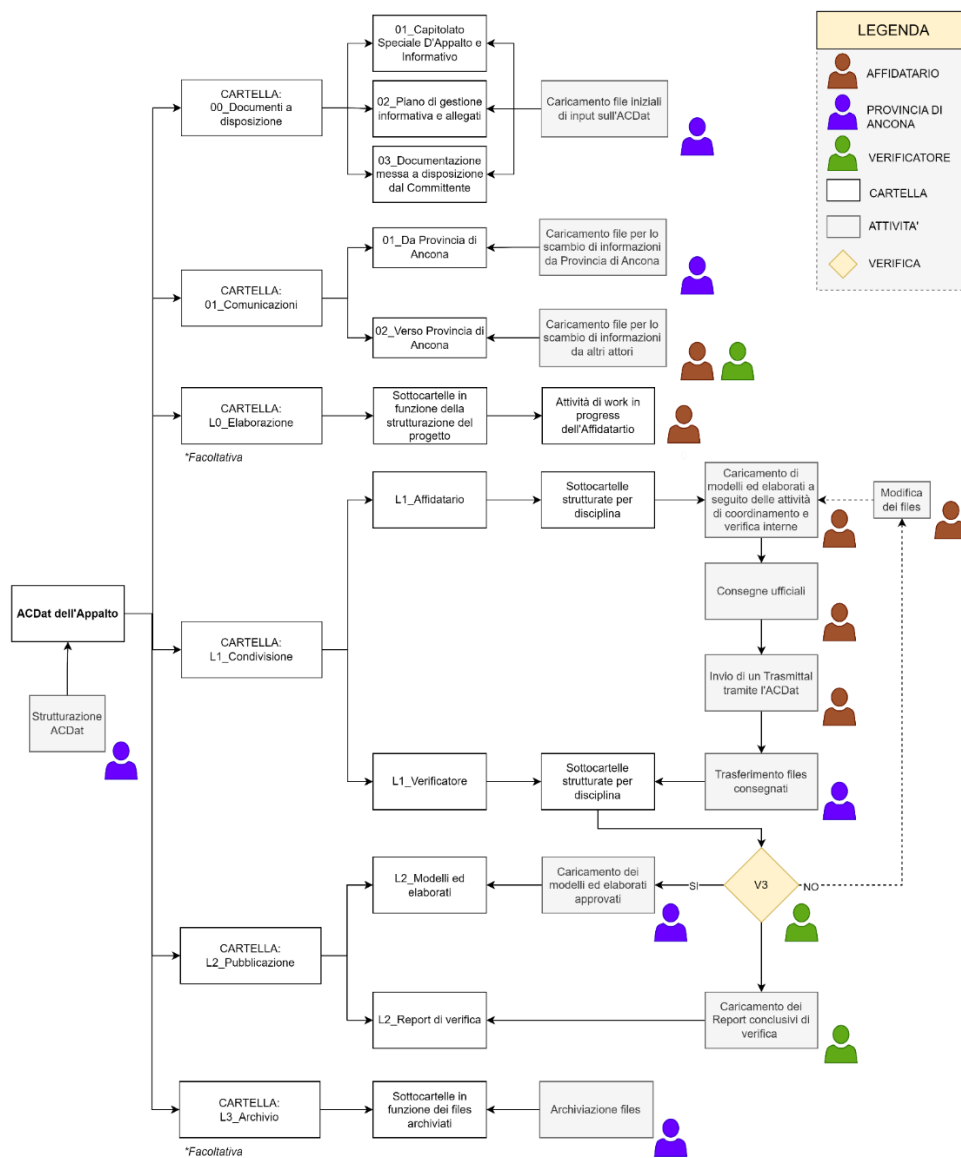 01_Capitolato
Speciale D'Appalto e
Informativo
CARTELLA:
00_Documenti a
disposizione
02_Piano di gestione
informativa e allegati
Caricamento file iniziali
di input sull'ACDat
03_Documentazione
messa a disposizione
dal Committente
LEGENDA
AFFIDATARIO
PROVINCIA DI
ANCONA
VERIFICATORE
CARTELLA
ATTIVITA'
VERIFICA
01_Da Provincia di
Ancona
Caricamento file per lo
scambio di informazioni
da Provincia di Ancona
CARTELLA:
01_Comunicazioni
02_Verso Provincia di
Ancona
Caricamento file per lo
scambio di informazioni
da altri attori
CARTELLA:
L0_Elaborazione
*Facoltativa
Sottocartelle in
funzione della
strutturazione del
progetto
Attività di work in
progress
dell'Affidatartio
L1_Affidatario
Sottocartelle
strutturate per
disciplina
Caricamento di
modelli ed elaborati a
seguito delle attività
di coordinamento e
verifica interne
Modifica
dei files
Consegne ufficiali
ACDat dell'Appalto
CARTELLA:
L1_Condivisione
Invio di un Trasmittal
tramite l'ACDat
Strutturazione
ACDat
L1_Verificatore
Sottocartelle
strutturate per
disciplina
Trasferimento files
consegnati
L2_Modelli ed
elaborati
Caricamento dei
modelli ed elaborati
approvati
SI
V3
NO
CARTELLA:
L2_Pubblicazione
L2_Report di verifica
Caricamento dei
Report conclusivi di
verifica
CARTELLA:
L3_Archivio
*Facoltativa
Sottocartelle in
funzione dei files
archiviati
Archiviazione files